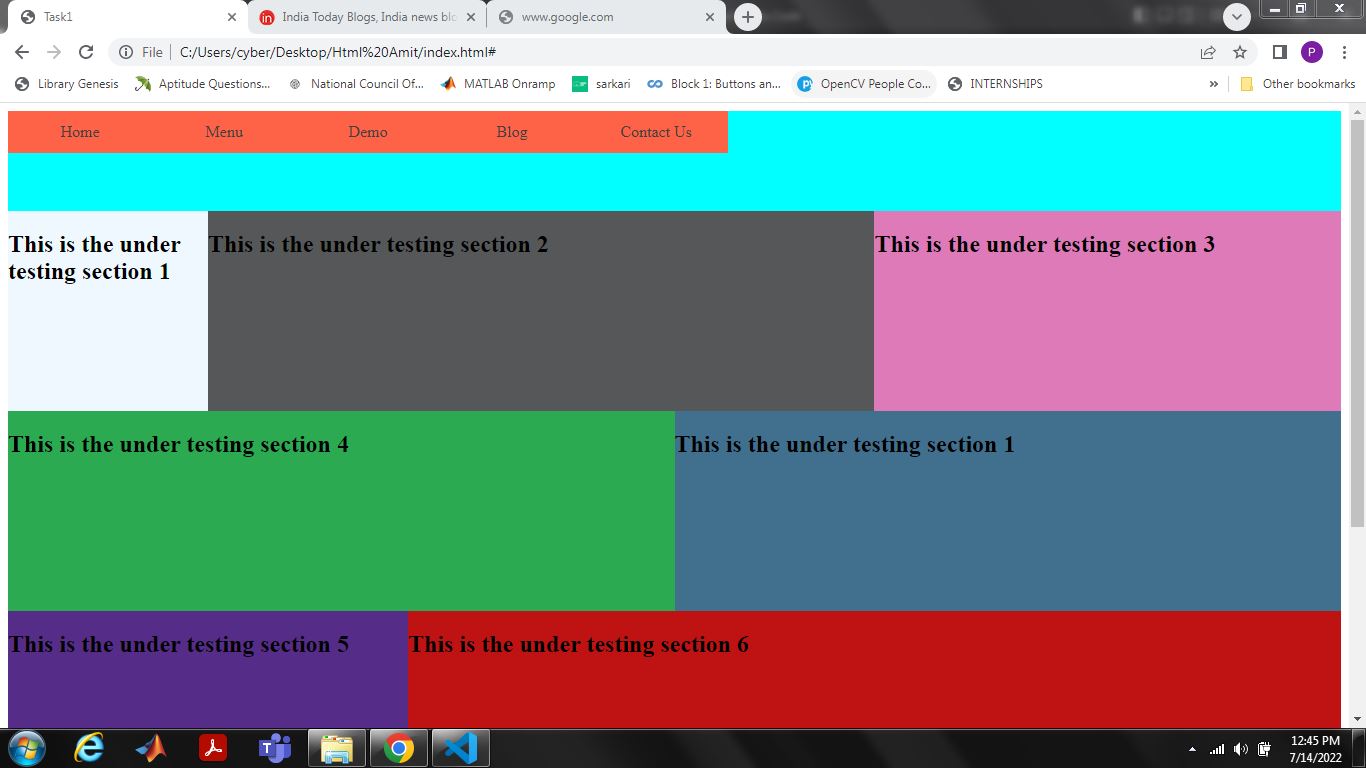 Task1
India Today Blogs, India news blo
www.google.com
File
C:/Users/cyber/Desktop/Html%20Amit/index.html#
P
Library Genesis
Aptitude Questions...
National Council Of...
MATLAB Onramp
sarkari
Block 1: Buttons an...
OpenCV People Co...
INTERNSHIPS
»
Other bookmarks
Home
Menu
Demo
Blog
Contact Us
This is the under
testing section 1
This is the under testing section 2
This is the under testing section 3
This is the under testing section 4
This is the under testing section 1
This is the under testing section 5
This is the under testing section 6
12:45 PM
7/14/2022